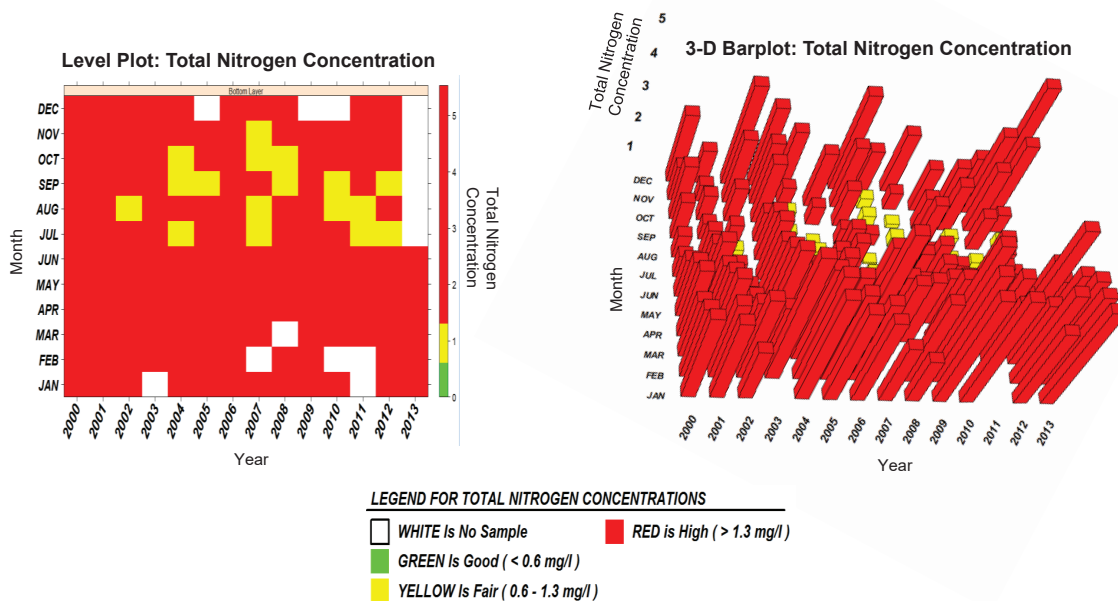 Level Plot: Total Nitrogen Concentration
Bottom Layer
DEC
NOV
OCT
SEP
AUG
JUL
JUN
MAY
APR
MAR
FEB
JAN
Month
2000
2001
2002
2003
2004
2005
2006
2007
2008
2009
2010
2011
2012
2013
Year
5
4
3
2
1
0
Total Nitrogen
Concentration
3-D Barplot: Total Nitrogen Concentration
Total Nitrogen
Concentration
5
4
3
2
1
DEC
NOV
OCT
SEP
AUG
JUL
JUN
MAY
APR
MAR
FEB
JAN
Month
2000
2001
2002
2003
2004
2005
2006
2007
2008
2009
2010
2011
2012
2013
Year
LEGEND FOR TOTAL NITROGEN CONCENTRATIONS
WHITE Is No Sample
RED is High ( > 1.3 mg/l )
GREEN Is Good ( < 0.6 mg/l )
YELLOW Is Fair ( 0.6 - 1.3 mg/l )